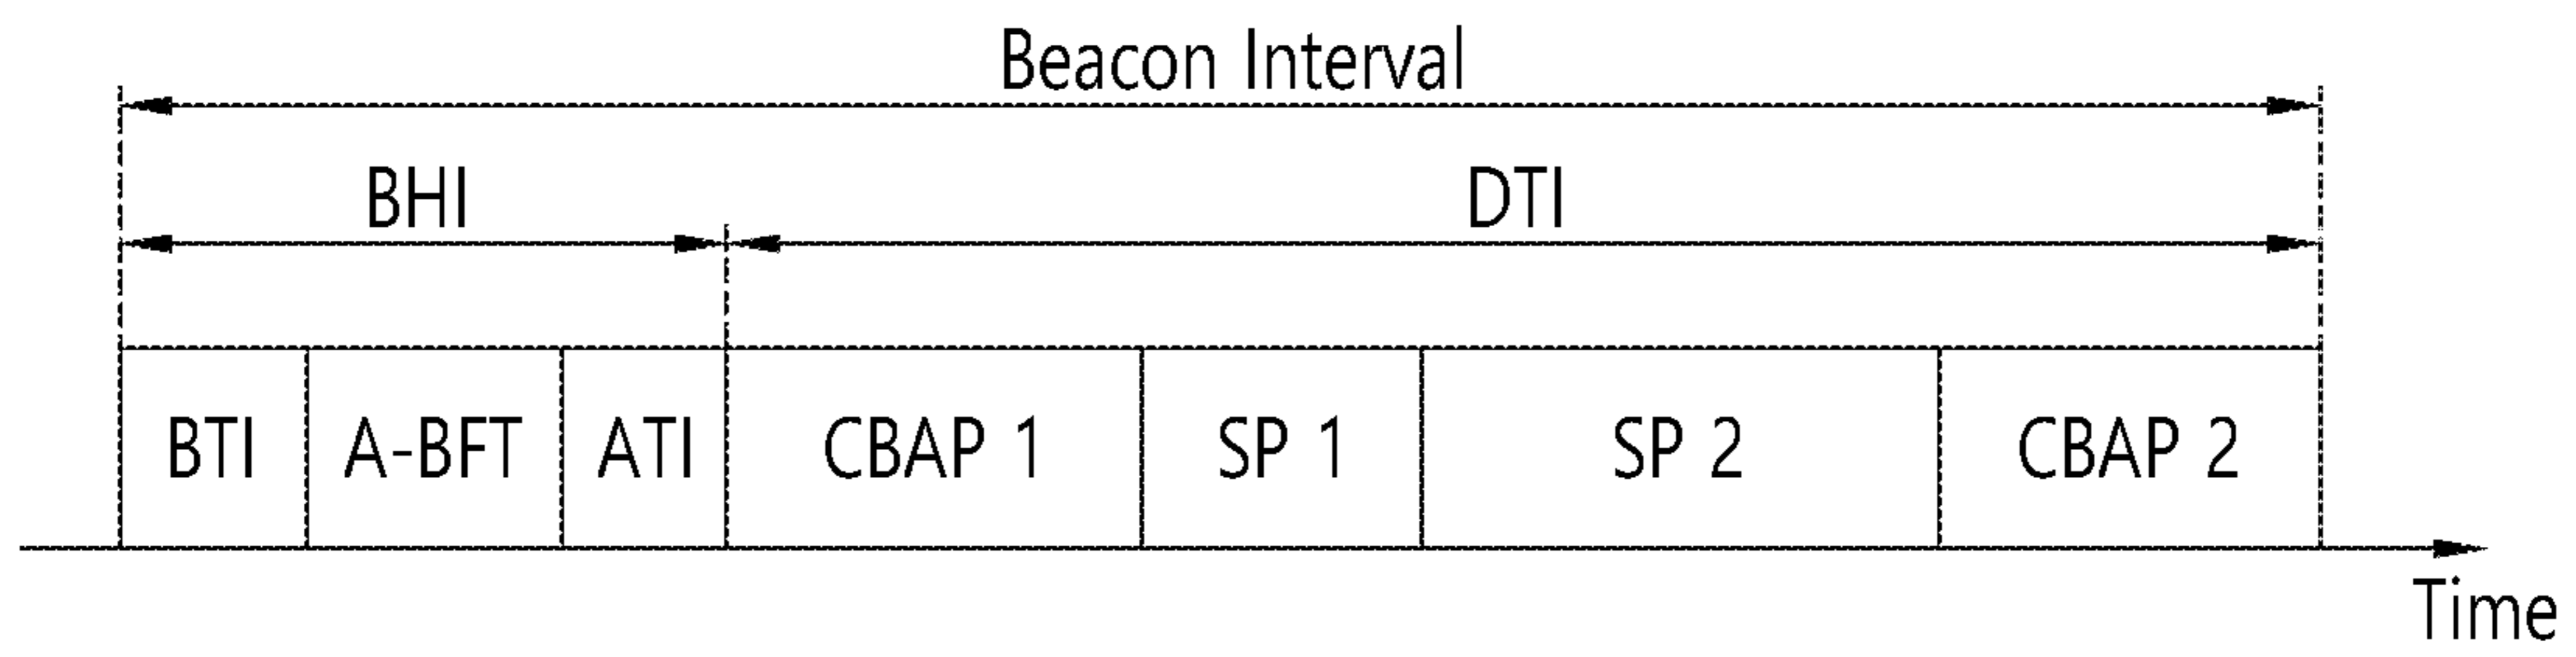 Beacon Interval
BHI DTI
BTI A-BFT ATI CBAP 1 SP 1 SP 2 CBAP 2
Time